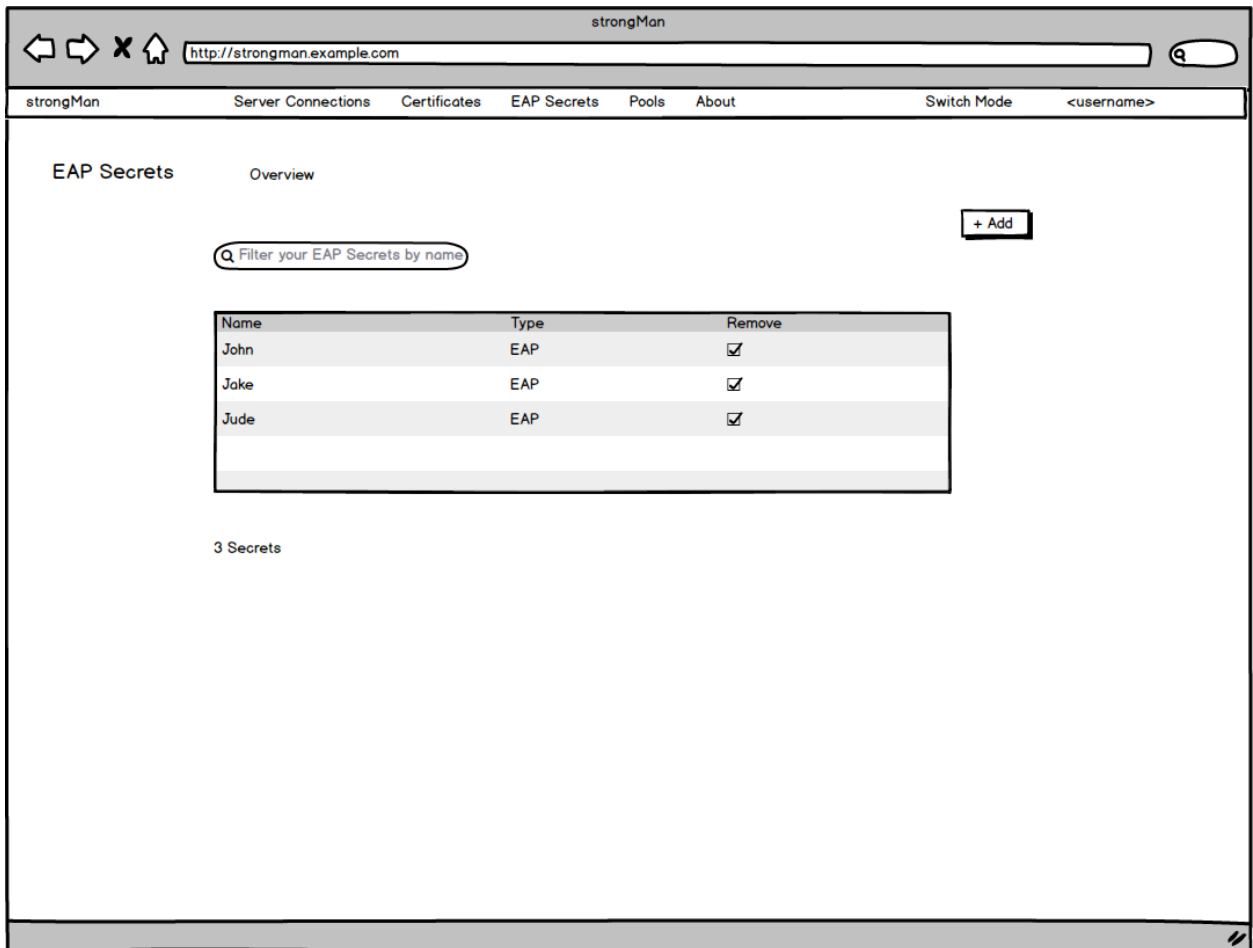 strongMan
http://strongman.example.com
strongMan Server Connections Certificates EAP Secrets Pools About Switch Mode <username>
EAP Secrets Overview
+ Add
Filter your EAP Secrets by name
Name Type Remove
John EAP
Jake EAP
Jude EAP
3 Secrets